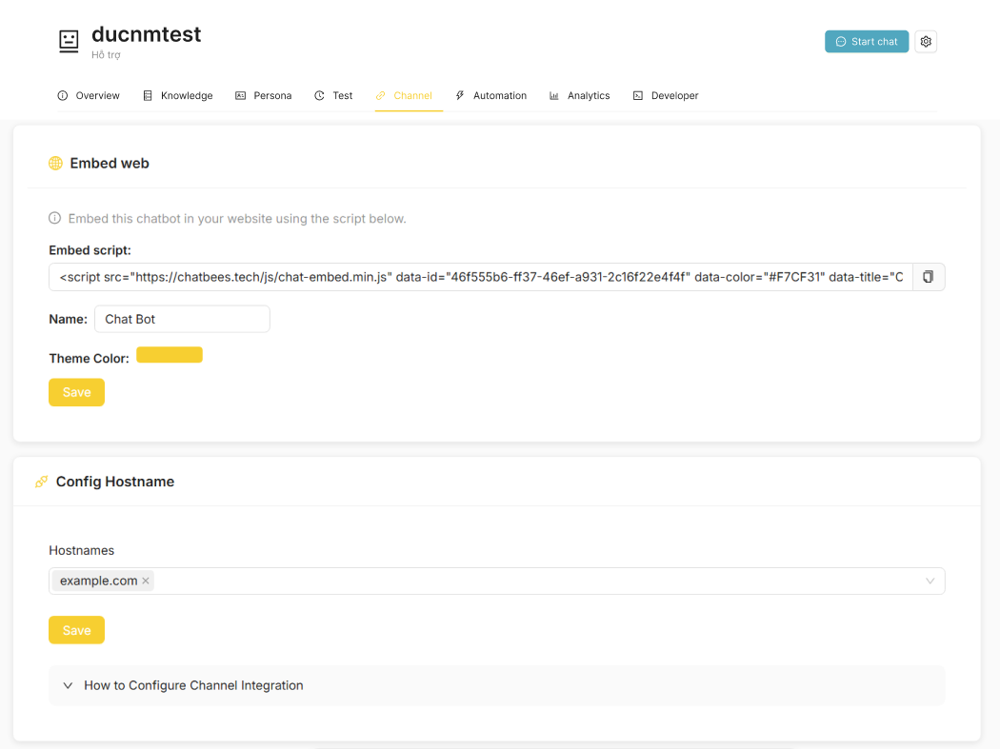 ducnmtest
Hỗ trợ
Start chat
Overview Knowledge Persona Test Channel Automation Analytics Developer
Embed web
Embed this chatbot in your website using the script below.
Embed script:
<script src="https://chatbees.tech/js/chat-embed.min.js" data-id="46f555b6-ff37-46ef-a931-2c16f22e4f4f" data-color="#F7CF31" data-title="C
Name: Chat Bot
Theme Color:
Save
Config Hostname
Hostnames
example.com ×
Save
How to Configure Channel Integration